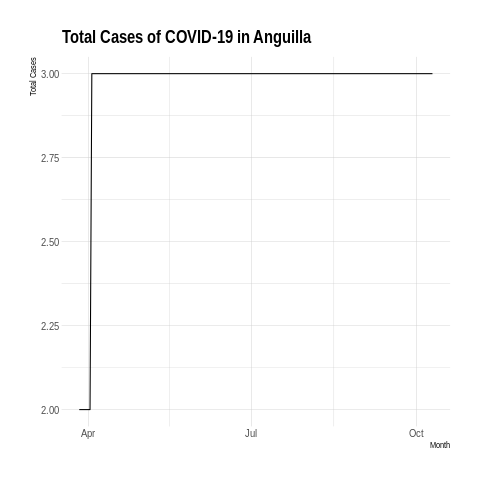 Total Cases of COVID-19 in Anguilla
Total Cases
3.00
2.75
2.50
2.25
2.00
Apr
Jul
Oct
Month